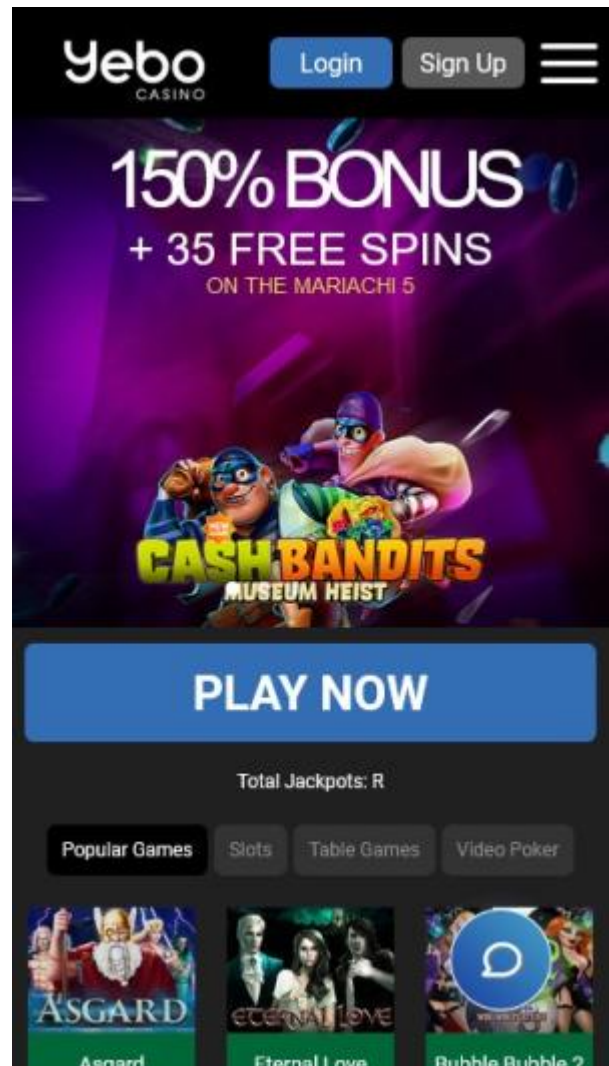 yebo
CASINO
Login
Sign Up
150% BONUS
+ 35 FREE SPINS
ON THE MARIACHI 5
NEW
CASH BANDITS
MUSEUM HEIST
PLAY NOW
Total Jackpots: R
Popular Games
Slots
Table Games
Video Poker
ASGARD
ETERNAL LOVE
Asgard
Eternal Love
Bubble Bubble 2